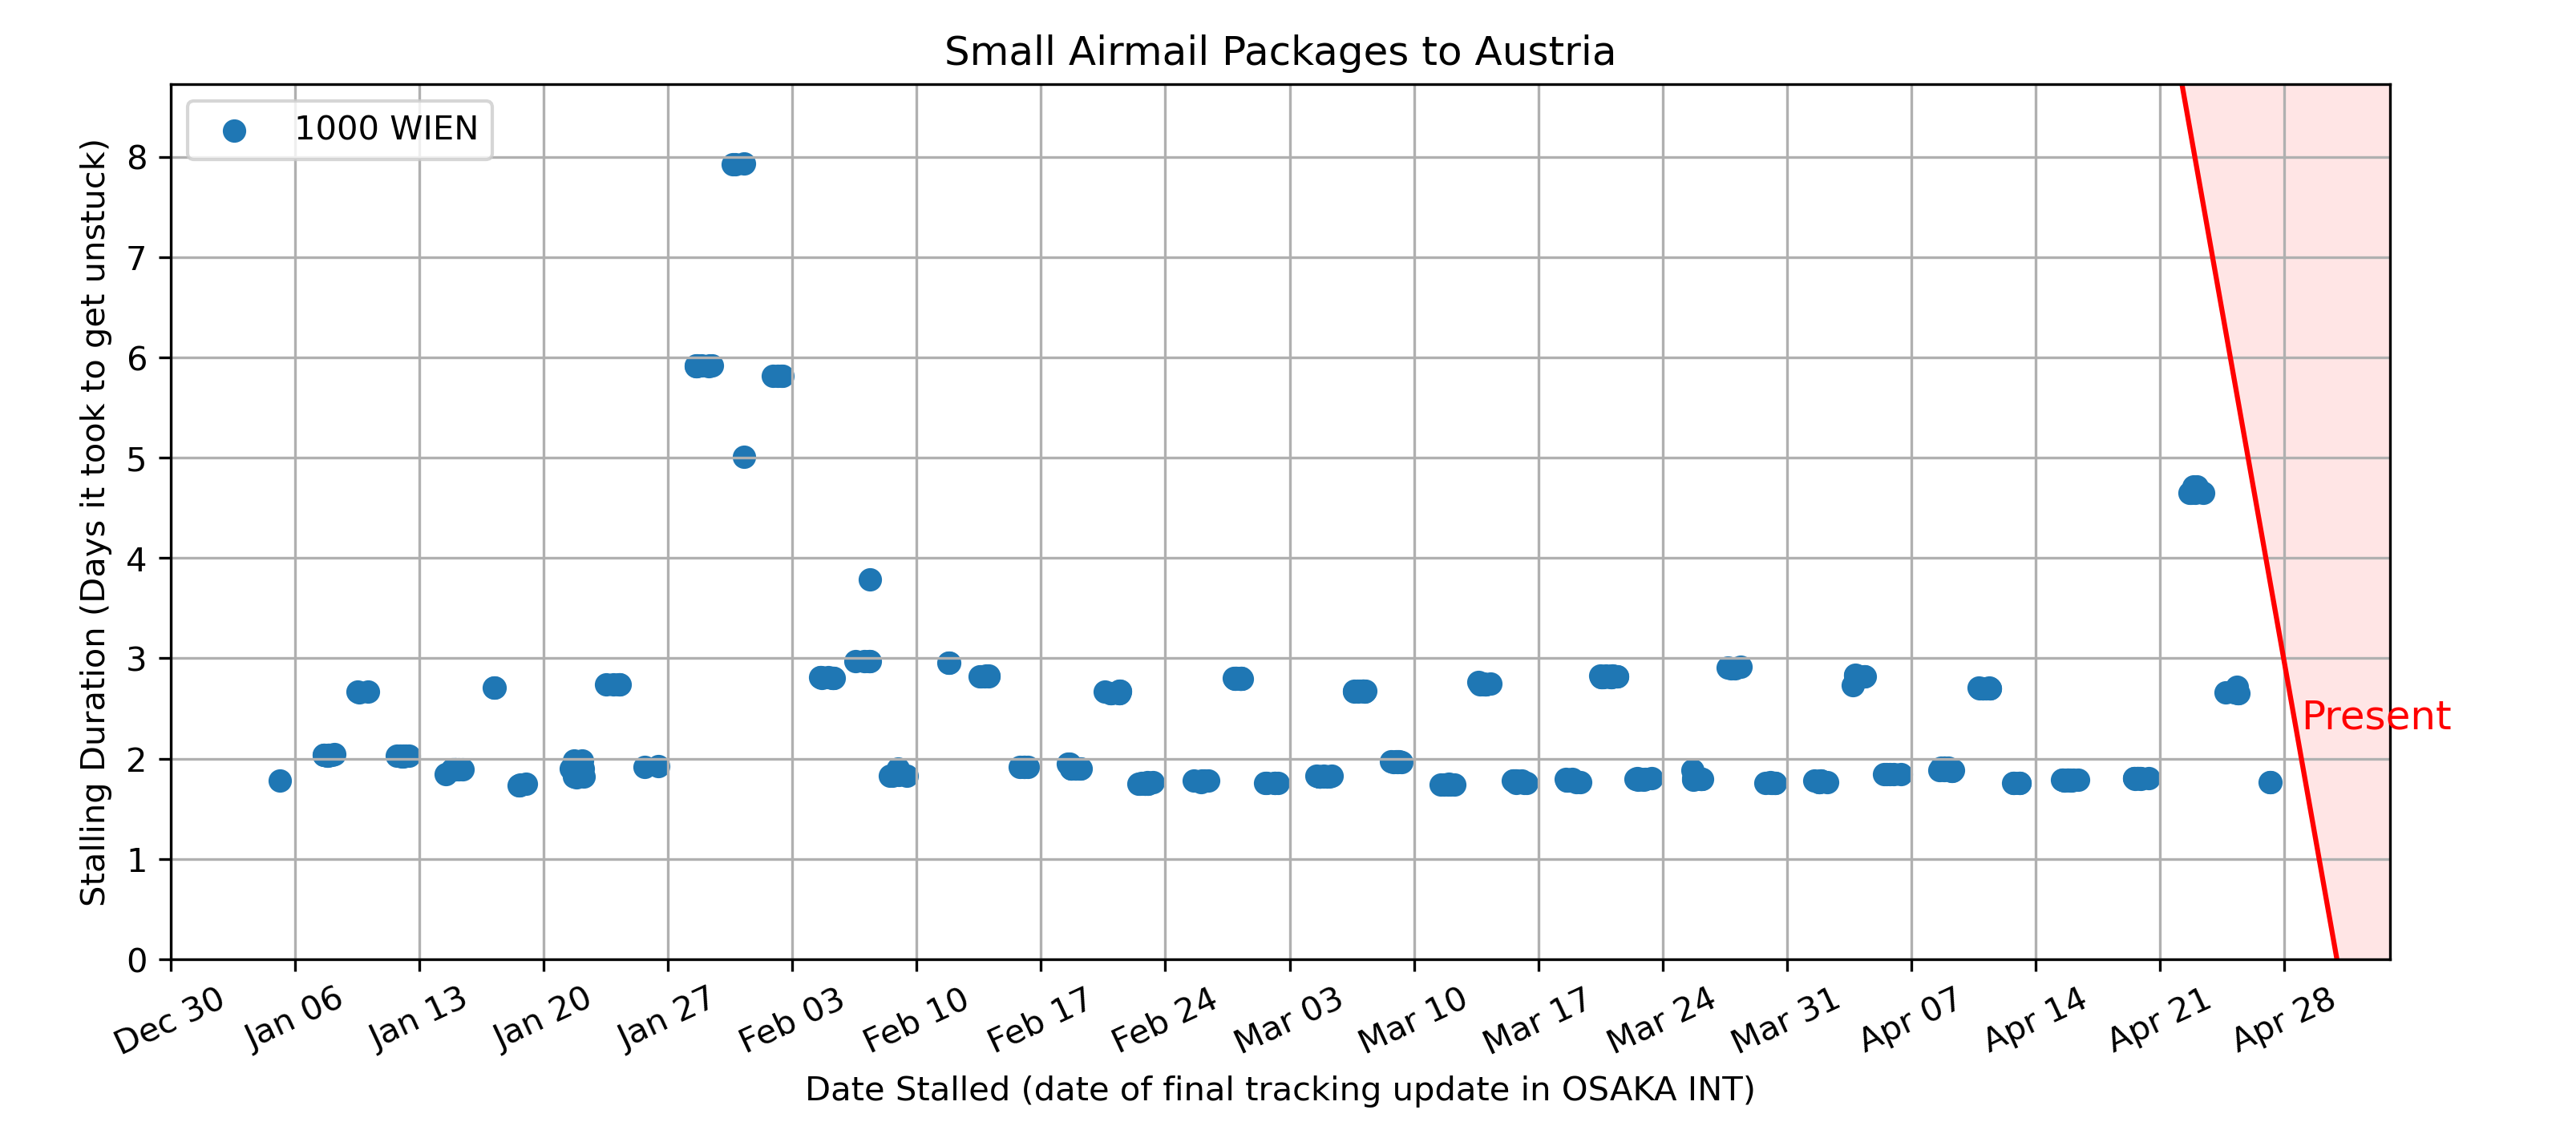 Small Airmail Packages to Austria
1000 WIEN
Stalling Duration (Days it took to get unstuck)
8
7
6
5
4
3
2
1
0
Present
Dec 30
Jan 06
Jan 13
Jan 20
Jan 27
Feb 03
Feb 10
Feb 17
Feb 24
Mar 03
Mar 10
Mar 17
Mar 24
Mar 31
Apr 07
Apr 14
Apr 21
Apr 28
Date Stalled (date of final tracking update in OSAKA INT)